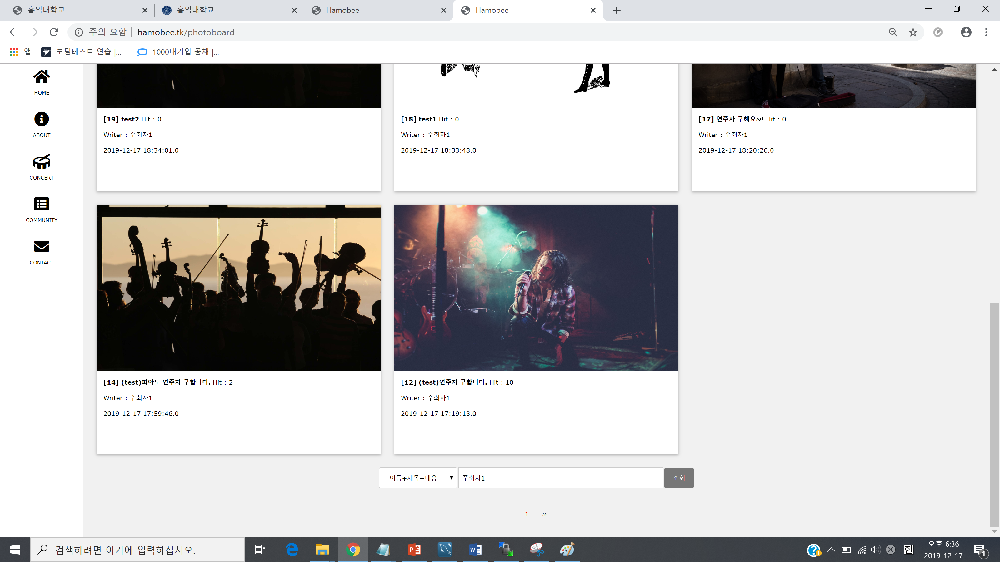 홍익대학교
홍익대학교
Hamobee
Hamobee
주의 요함
hamobee.tk/photoboard
앱
코딩테스트 연습 |...
1000대기업 공채 |...
HOME
ABOUT
CONCERT
COMMUNITY
CONTACT
[19] test2 Hit : 0
Writer : 주최자1
2019-12-17 18:34:01.0
[18] test1 Hit : 0
Writer : 주최자1
2019-12-17 18:33:48.0
[17] 연주자 구해요~! Hit : 0
Writer : 주최자1
2019-12-17 18:20:26.0
[14] (test)피아노 연주자 구합니다. Hit : 2
Writer : 주최자1
2019-12-17 17:59:46.0
[12] (test)연주자 구합니다. Hit : 10
Writer : 주최자1
2019-12-17 17:19:13.0
이름+제목+내용 ▼
주최자1
조회
1 ≫
검색하려면 여기에 입력하십시오.
한
오후 6:36
2019-12-17
1